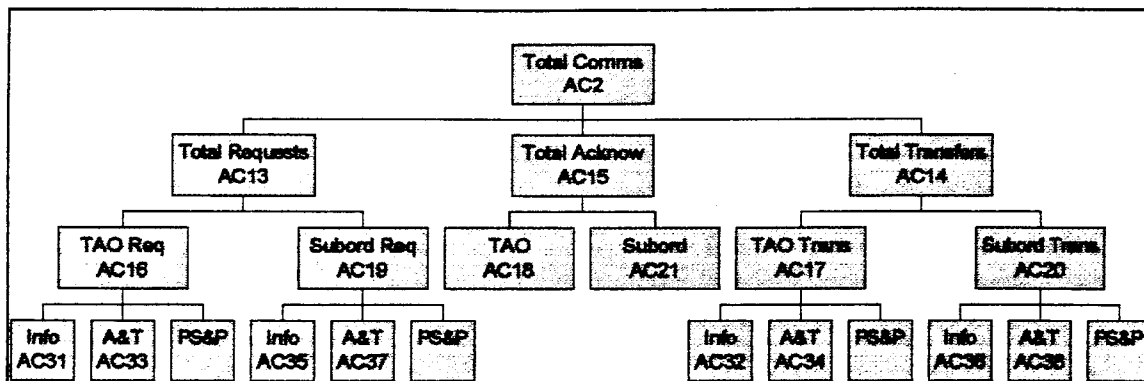 Total Comms
AC2
Total Requests
AC13
Total Acknow
AC15
Total Transfers
AC14
TAO Req
AC16
Subord Req
AC19
TAO
AC18
Subord
AC21
TAO Trans
AC17
Subord Trans
AC20
Info
AC31
A&T
AC33
PS&P
Info
AC35
A&T
AC37
PS&P
Info
AC32
A&T
AC34
PS&P
Info
AC36
A&T
AC38
PS&P